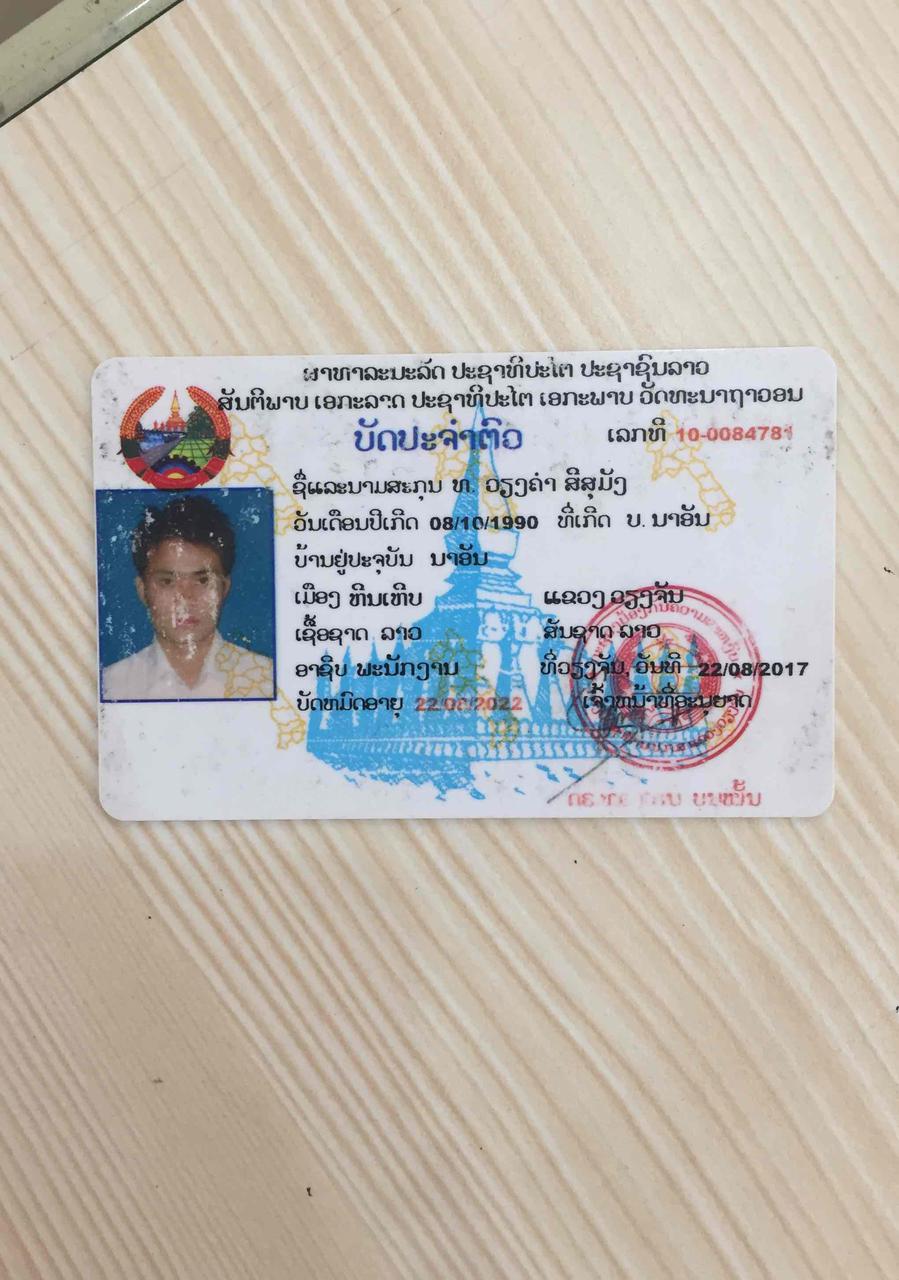 ສາທາລະນະລັດ ປະຊາທິປະໄຕ ປະຊາຊົນລາວ
ສັນຕິພາບ ເອກະລາດ ປະຊາທິປະໄຕ ເອກະພາບ ວັດທະນາຖາວອນ
ບັດປະຈຳຕົວ ເລກທີ 10-0084781
ຊື່ແລະນາມສະກຸນ ທ. ວຽງຄຳ ສີສຸມັງ
ວັນເດືອນປີເກີດ 08/10/1990 ທີ່ເກີດ ບ. ນາອັນ
ບ້ານຢູ່ປະຈຸບັນ ນາອັນ
ເມືອງ ຫີນເຫີບ ແຂວງ ວຽງຈັນ
ເຊື້ອຊາດ ລາວ ສັນຊາດ ລາວ
ອາຊີບ ພະນັກງານ ທີ່ວຽງຈັນ, ວັນທີ 22/08/2017
ບັດຫມົດອາຍຸ 22/08/2022 ເຈົ້າຫນ້າທີ່ອະນຸຍາດ